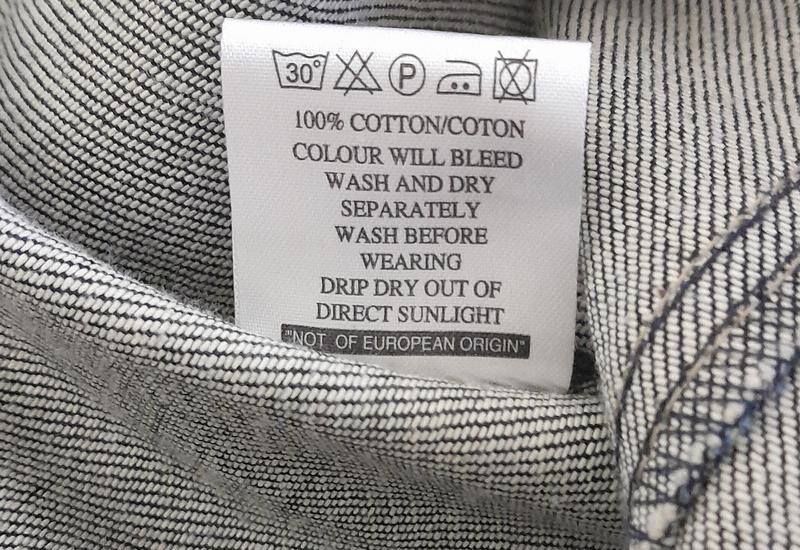 30°
P
100% COTTON/COTON
COLOUR WILL BLEED
WASH AND DRY
SEPARATELY
WASH BEFORE
WEARING
DRIP DRY OUT OF
DIRECT SUNLIGHT
"NOT OF EUROPEAN ORIGIN"